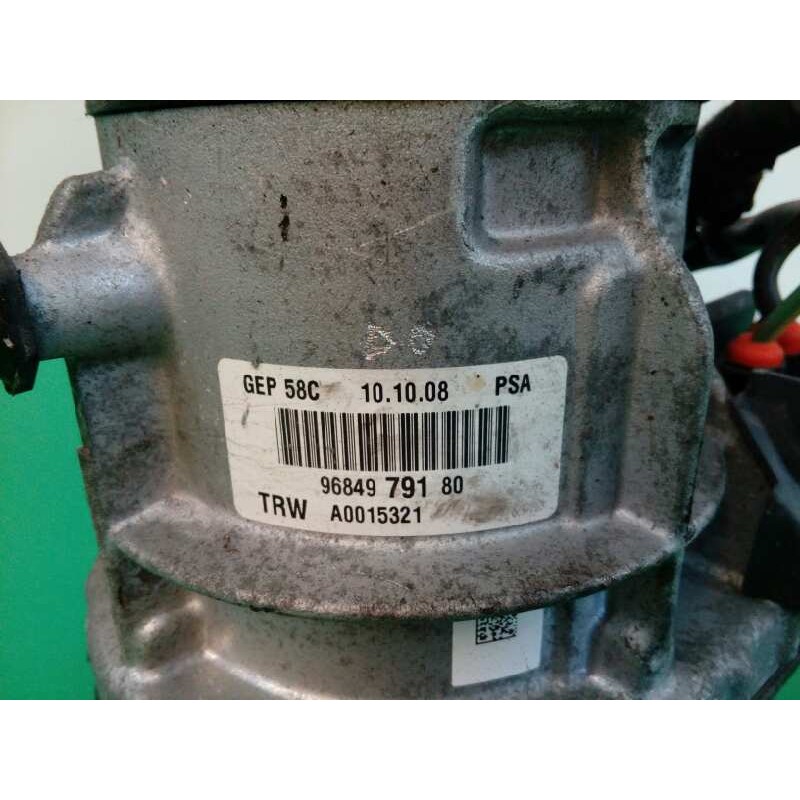 GEP 58C 10.10.08 PSA
96849 791 80
TRW A0015321